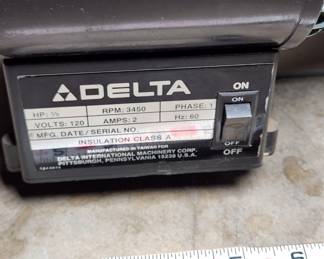 DELTA
ON
HP: 1/5 RPM: 3450 PHASE: 1
ON
VOLTS: 120 AMPS: 2 Hz: 60
MFG. DATE/SERIAL NO.
INSULATION CLASS A
OFF
MANUFACTURED IN TAIWAN FOR
DELTA INTERNATIONAL MACHINERY CORP.
PITTSBURGH, PENNSYLVANIA 15238 U.S.A.
OFF